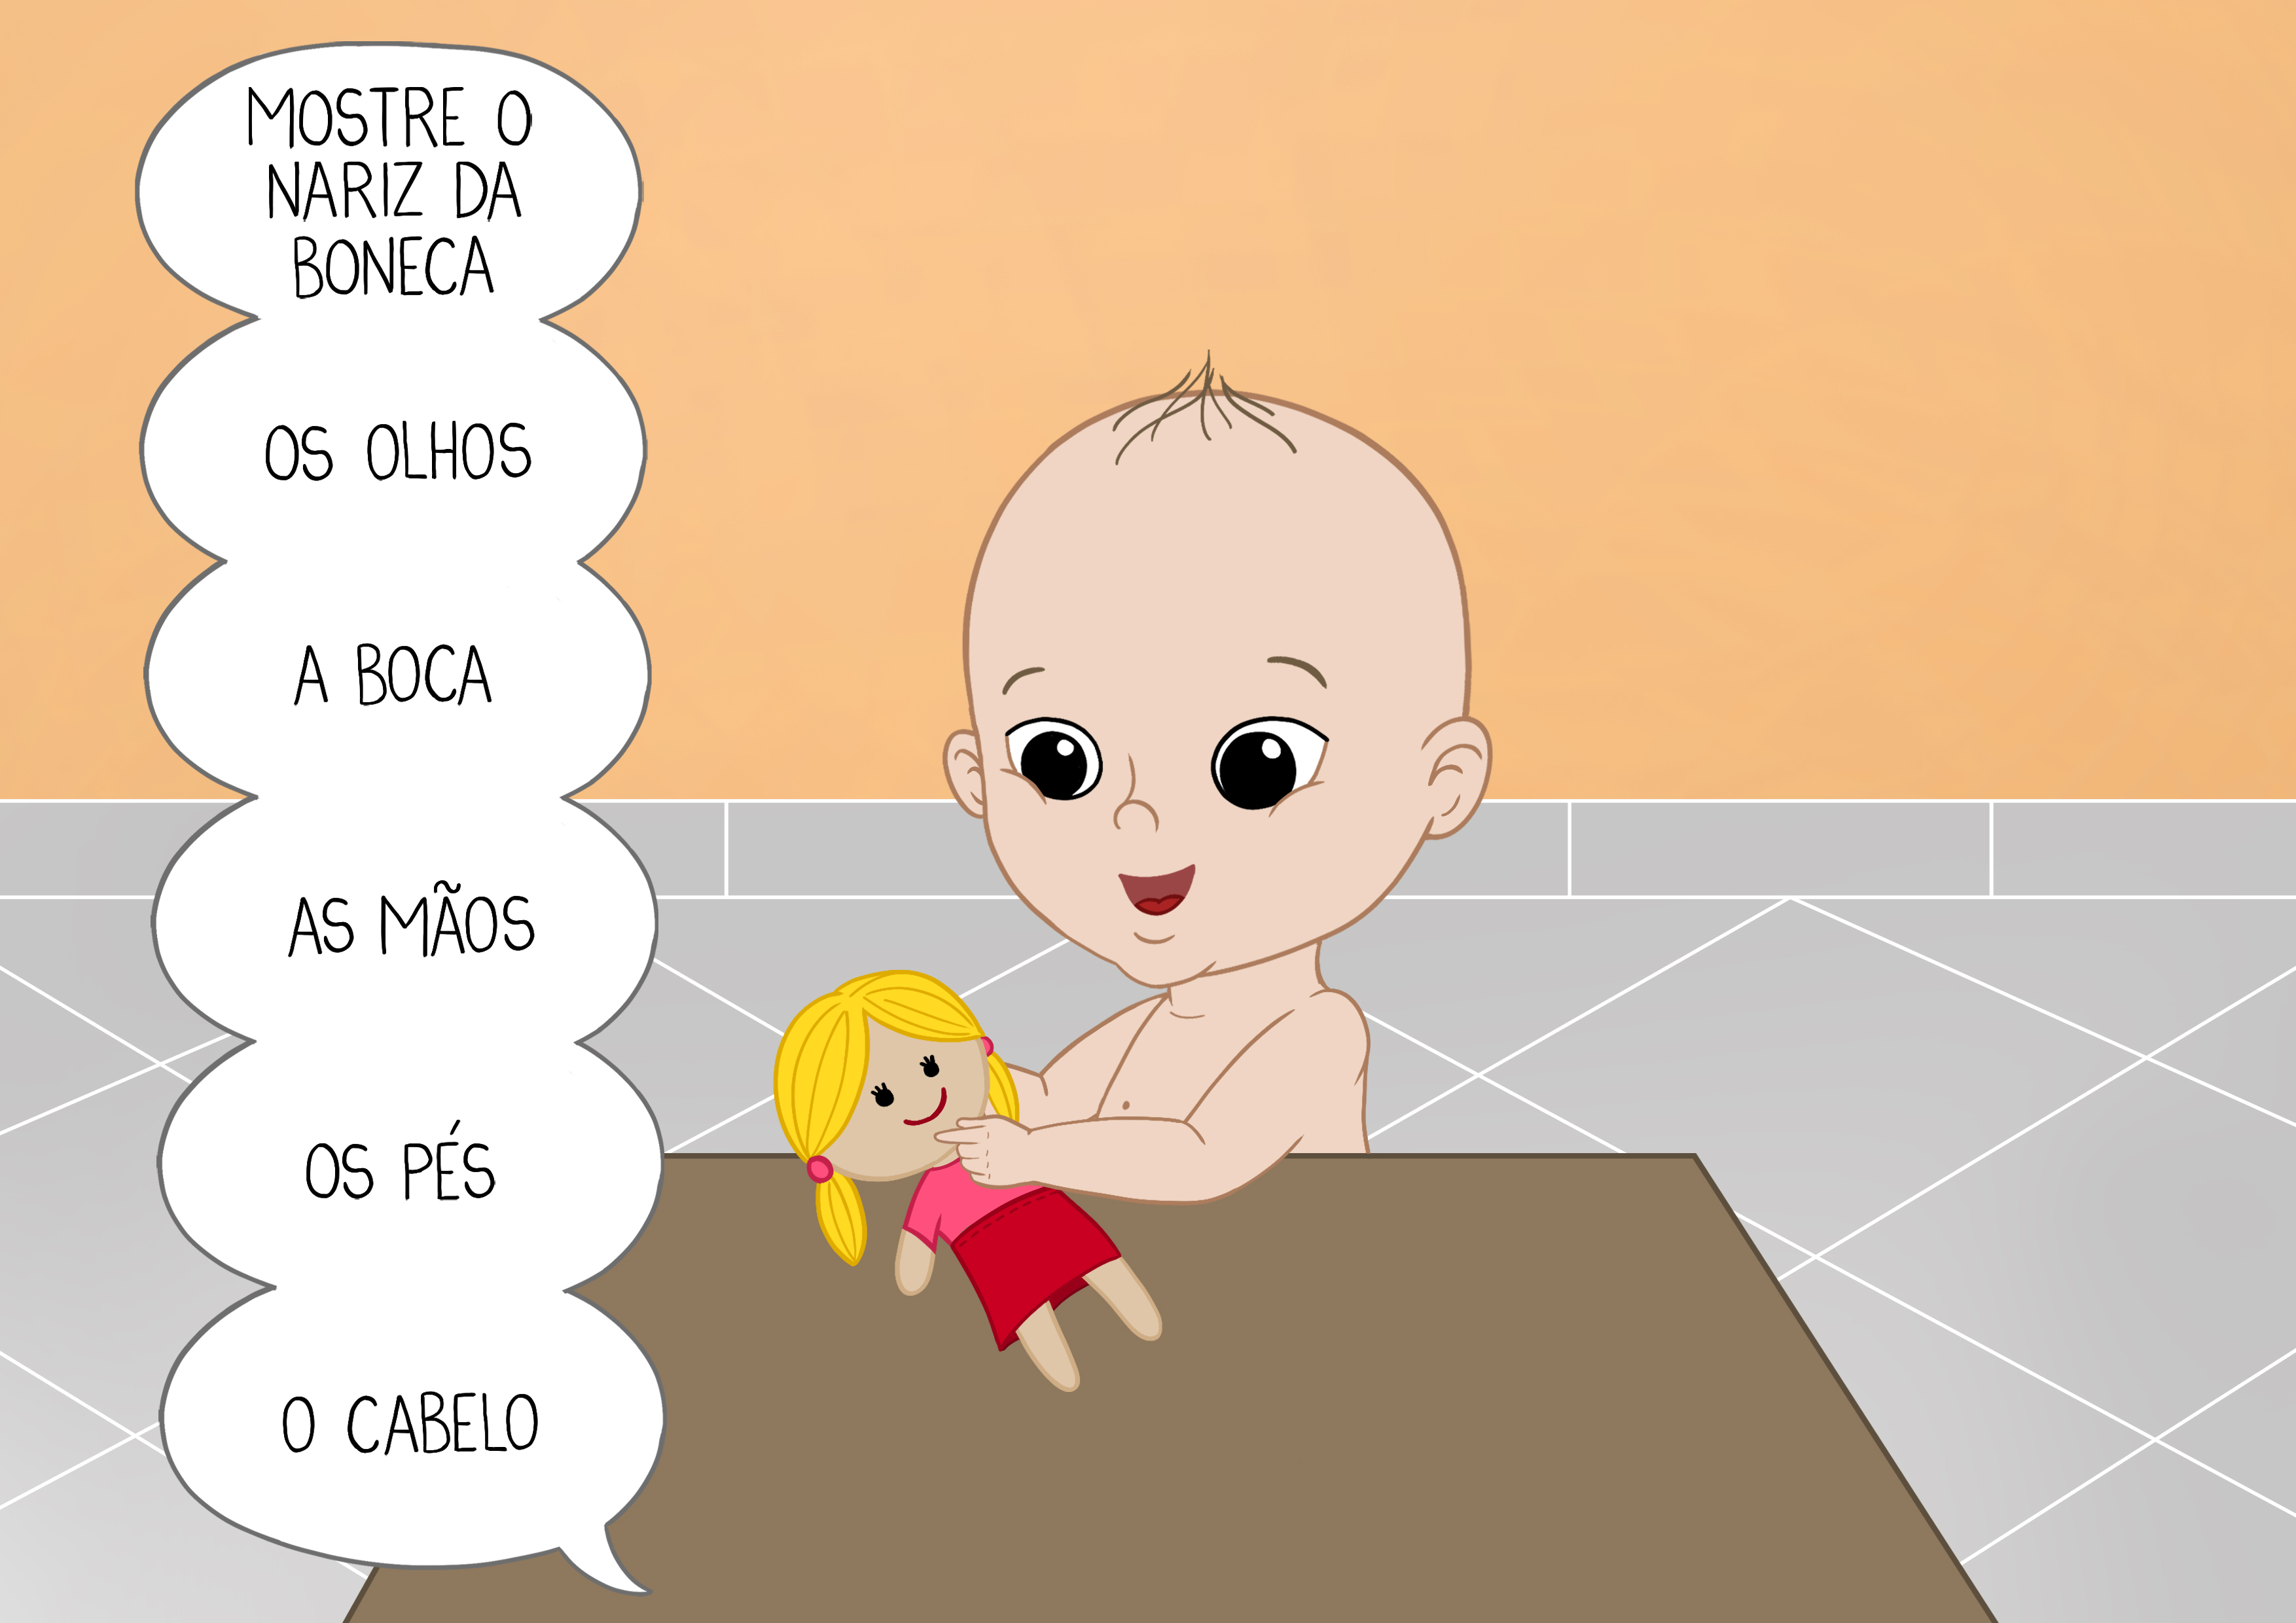 MOSTRE O
NARIZ DA
BONECA
OS OLHOS
A BOCA
AS MÃOS
OS PÉS
O CABELO